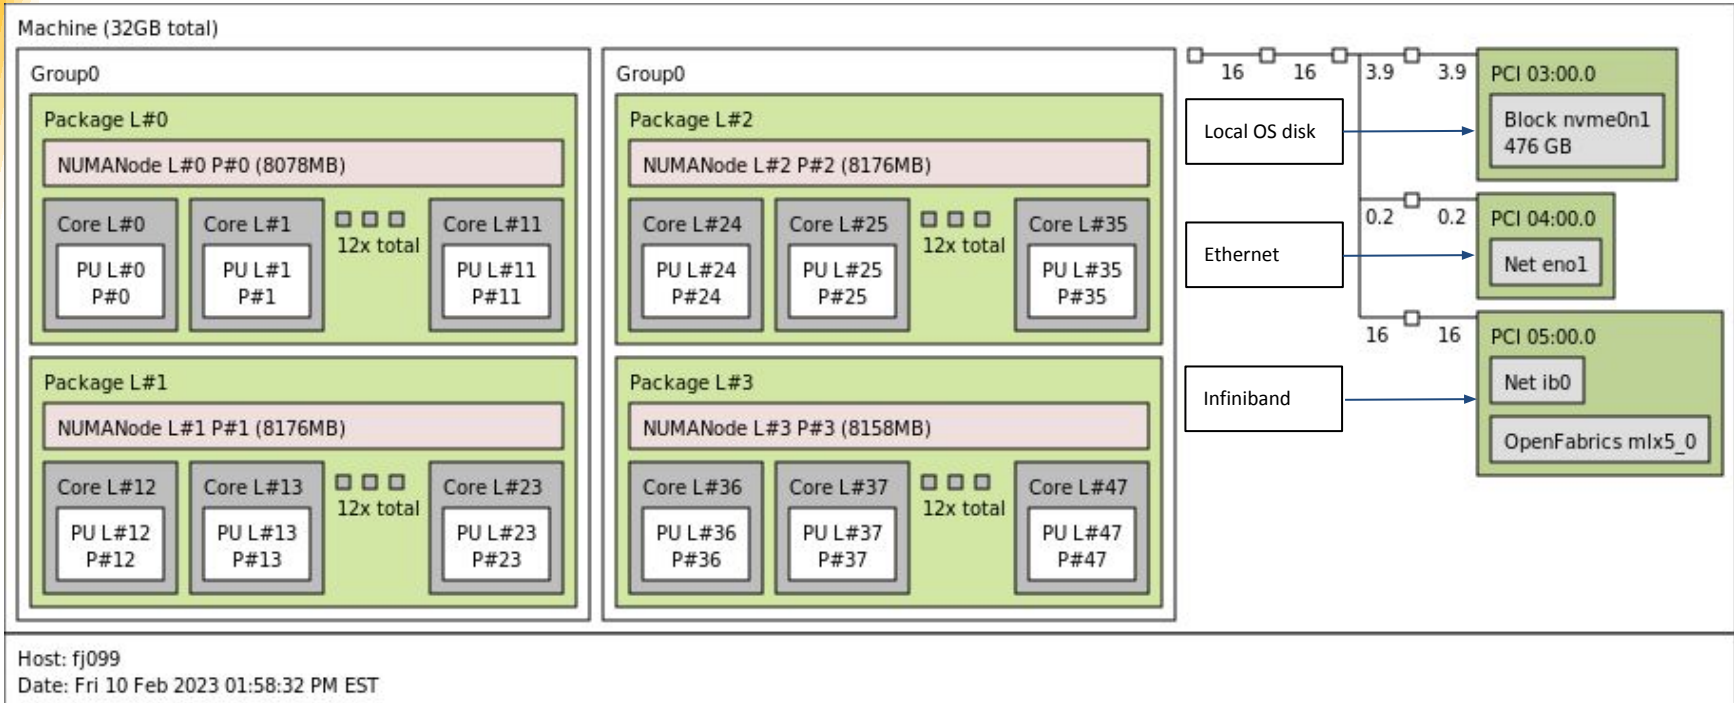 Machine (32GB total)
Group0
Package L#0
NUMANode L#0 P#0 (8078MB)
Core L#0
PU L#0
P#0
Core L#1
PU L#1
P#1
12x total
Core L#11
PU L#11
P#11
Package L#1
NUMANode L#1 P#1 (8176MB)
Core L#12
PU L#12
P#12
Core L#13
PU L#13
P#13
12x total
Core L#23
PU L#23
P#23
Group0
Package L#2
NUMANode L#2 P#2 (8176MB)
Core L#24
PU L#24
P#24
Core L#25
PU L#25
P#25
12x total
Core L#35
PU L#35
P#35
Package L#3
NUMANode L#3 P#3 (8158MB)
Core L#36
PU L#36
P#36
Core L#37
PU L#37
P#37
12x total
Core L#47
PU L#47
P#47
16 16 3.9 3.9
PCI 03:00.0
Local OS disk
Block nvme0n1
476 GB
0.2 0.2
PCI 04:00.0
Ethernet
Net eno1
16 16
PCI 05:00.0
Infiniband
Net ib0
OpenFabrics mlx5_0
Host: fj099
Date: Fri 10 Feb 2023 01:58:32 PM EST